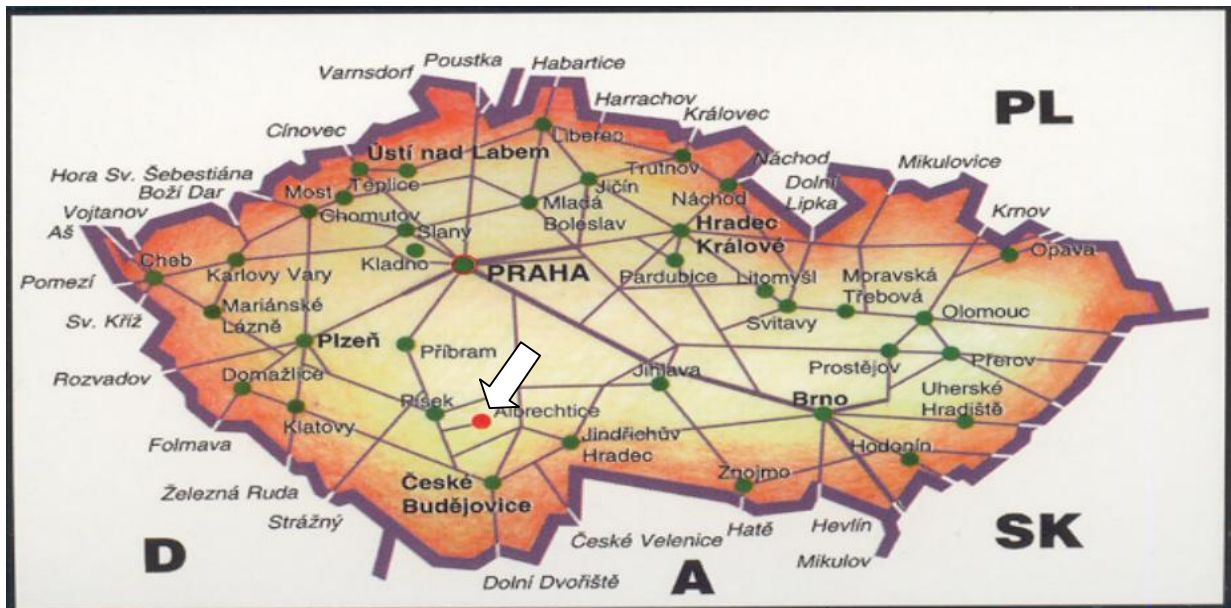 Poustka
Habartice
Varnsdorf
Harrachov
PL
Královec
Cínovec
Liberec
Ústí nad Labem
Trutnov
Náchod
Mikulovice
Hora Sv. Šebestiána
Teplice
Jičín
Dolní
Lipka
Boží Dar
Most
Náchod
Mladá
Boleslav
Krnov
Vojtanov
Chomutov
Hradec
Králové
Aš
Slany
Opava
Cheb
Kladno
Karlovy Vary
PRAHA
Pardubice
Litomyšl
Moravská
Třebová
Pomezí
Mariánské
Lázně
Svitavy
Olomouc
Sv. Kříž
Plzeň
Příbram
Prostějov
Přerov
Rozvadov
Domažlice
Jihlava
Uherské
Hradiště
Písek
Albrechtice
Brno
Klatovy
Jindřichův
Hradec
Hodonín
Folmava
Znojmo
České
Budějovice
Železná Ruda
Strážný
Hatě
Hevlín
SK
D
České Velenice
Mikulov
A
Dolní Dvořiště